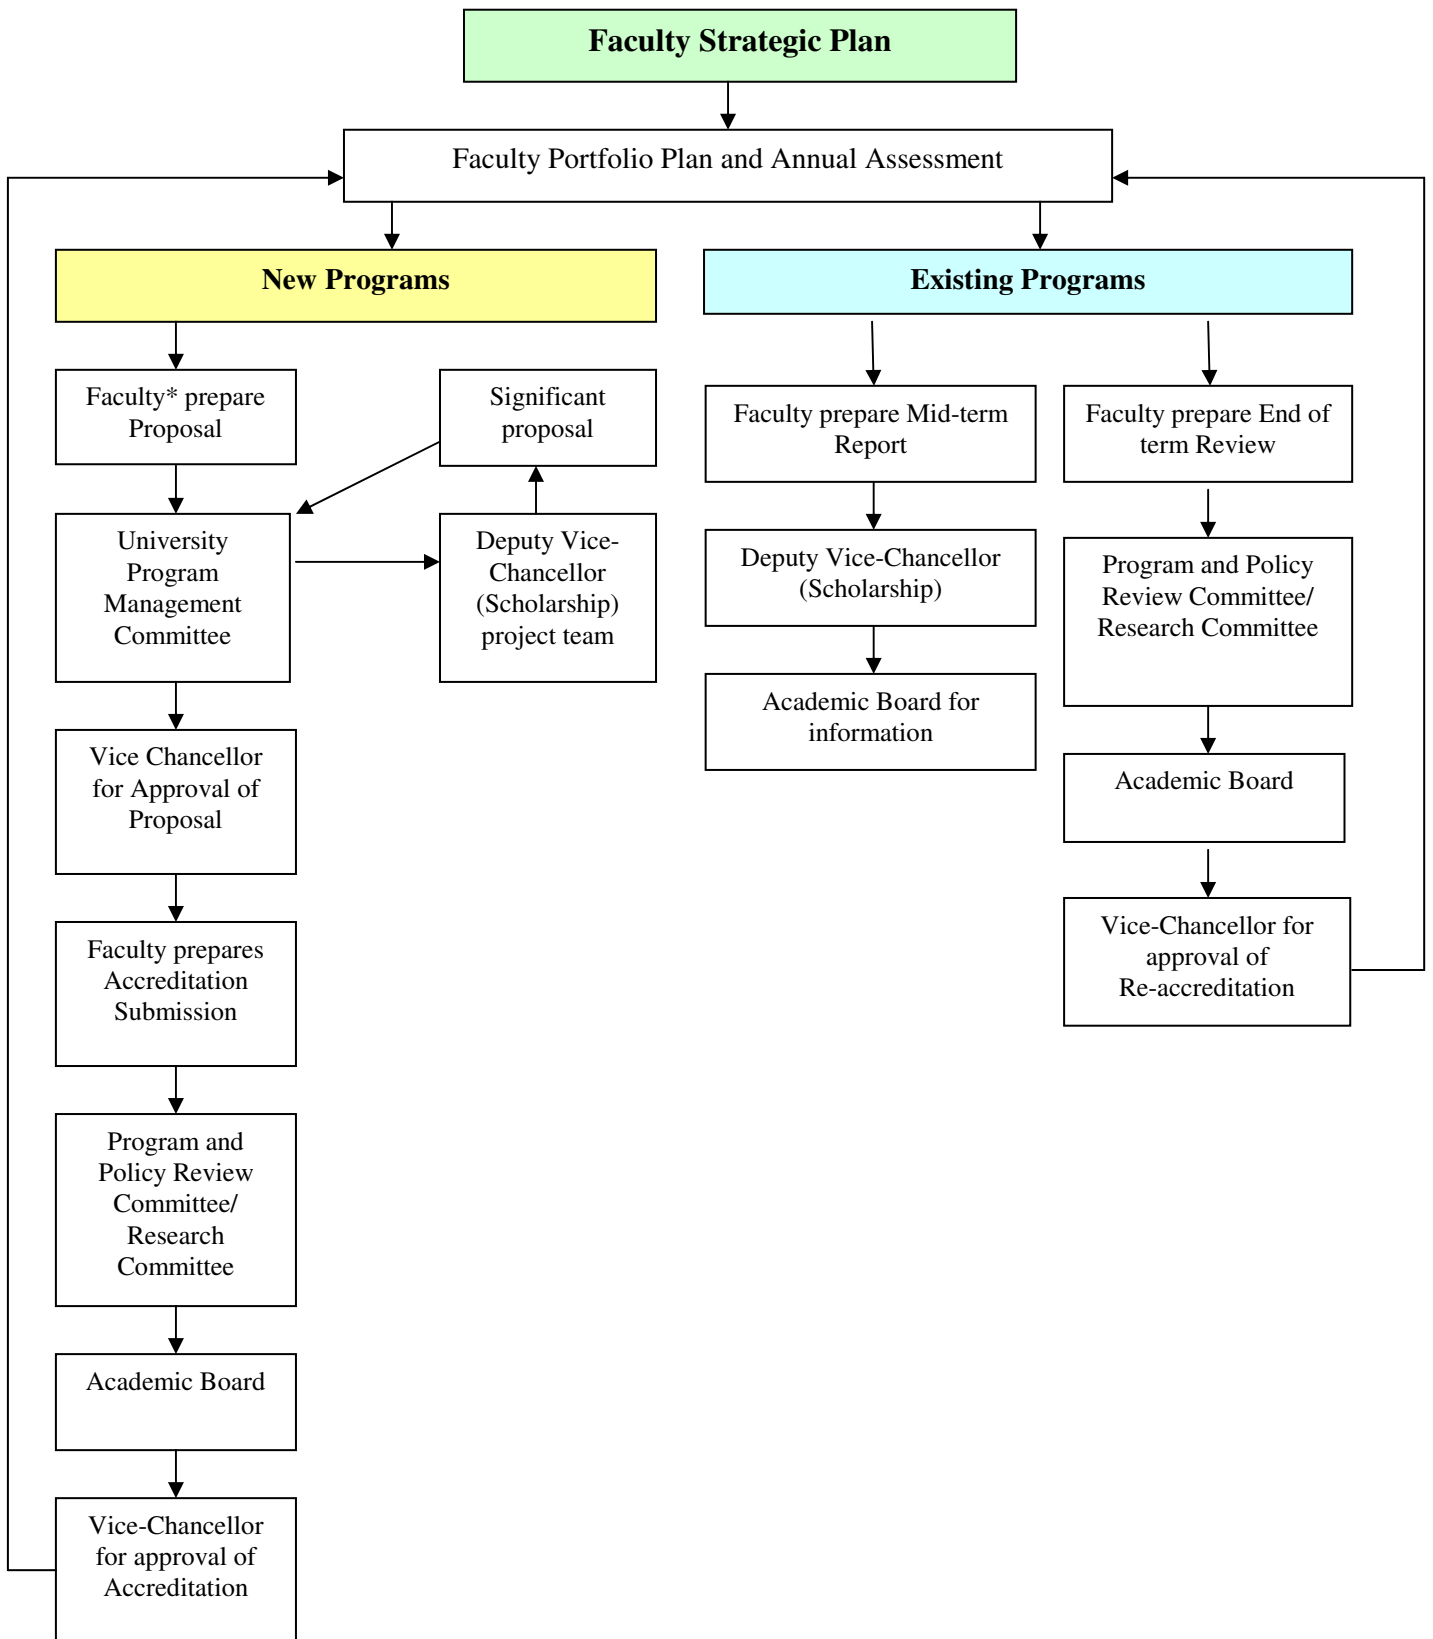 Faculty Strategic Plan
Faculty Portfolio Plan and Annual Assessment
New Programs
Faculty* prepare
Proposal
University
Program
Management
Committee
Significant
proposal
Deputy Vice-
Chancellor
(Scholarship)
project team
Vice Chancellor
for Approval of
Proposal
Faculty prepares
Accreditation
Submission
Program and
Policy Review
Committee/
Research
Committee
Academic Board
Vice-Chancellor
for approval of
Accreditation
Existing Programs
Faculty prepare Mid-term
Report
Deputy Vice-Chancellor
(Scholarship)
Academic Board for
information
Faculty prepare End of
term Review
Program and Policy
Review Committee/
Research Committee
Academic Board
Vice-Chancellor for
approval of
Re-accreditation